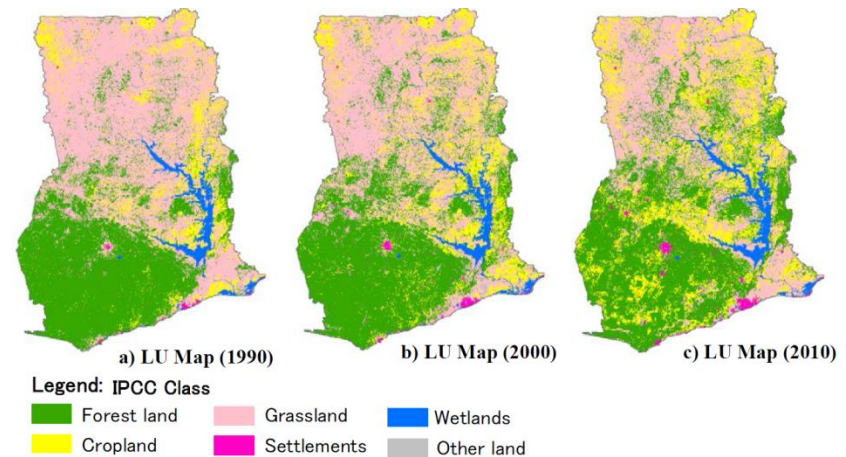 a) LU Map (1990)
b) LU Map (2000)
c) LU Map (2010)
Legend: IPCC Class
Forest land
Grassland
Wetlands
Cropland
Settlements
Other land